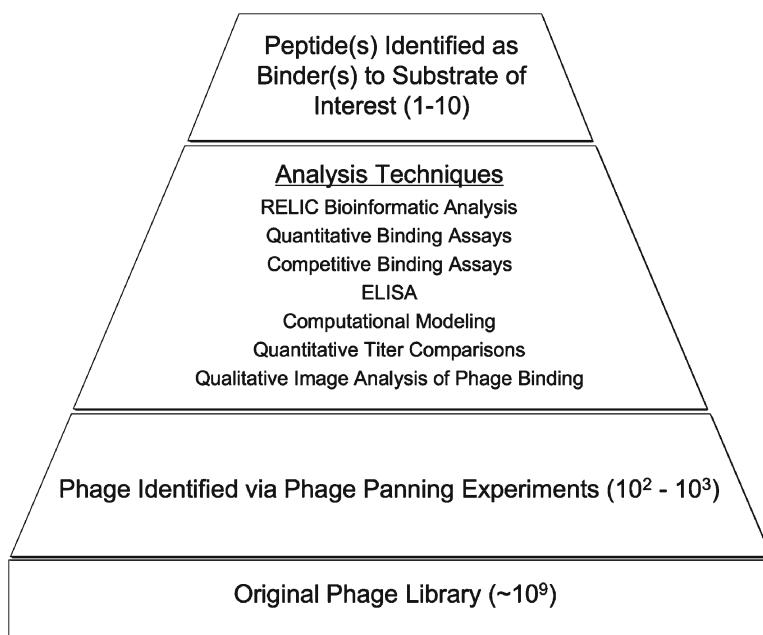 Peptide(s) Identified as
Binder(s) to Substrate of
Interest (1-10)
Analysis Techniques
RELIC Bioinformatic Analysis
Quantitative Binding Assays
Competitive Binding Assays
ELISA
Computational Modeling
Quantitative Titer Comparisons
Qualitative Image Analysis of Phage Binding
Phage Identified via Phage Panning Experiments (10² - 10³)
Original Phage Library (~10⁹)